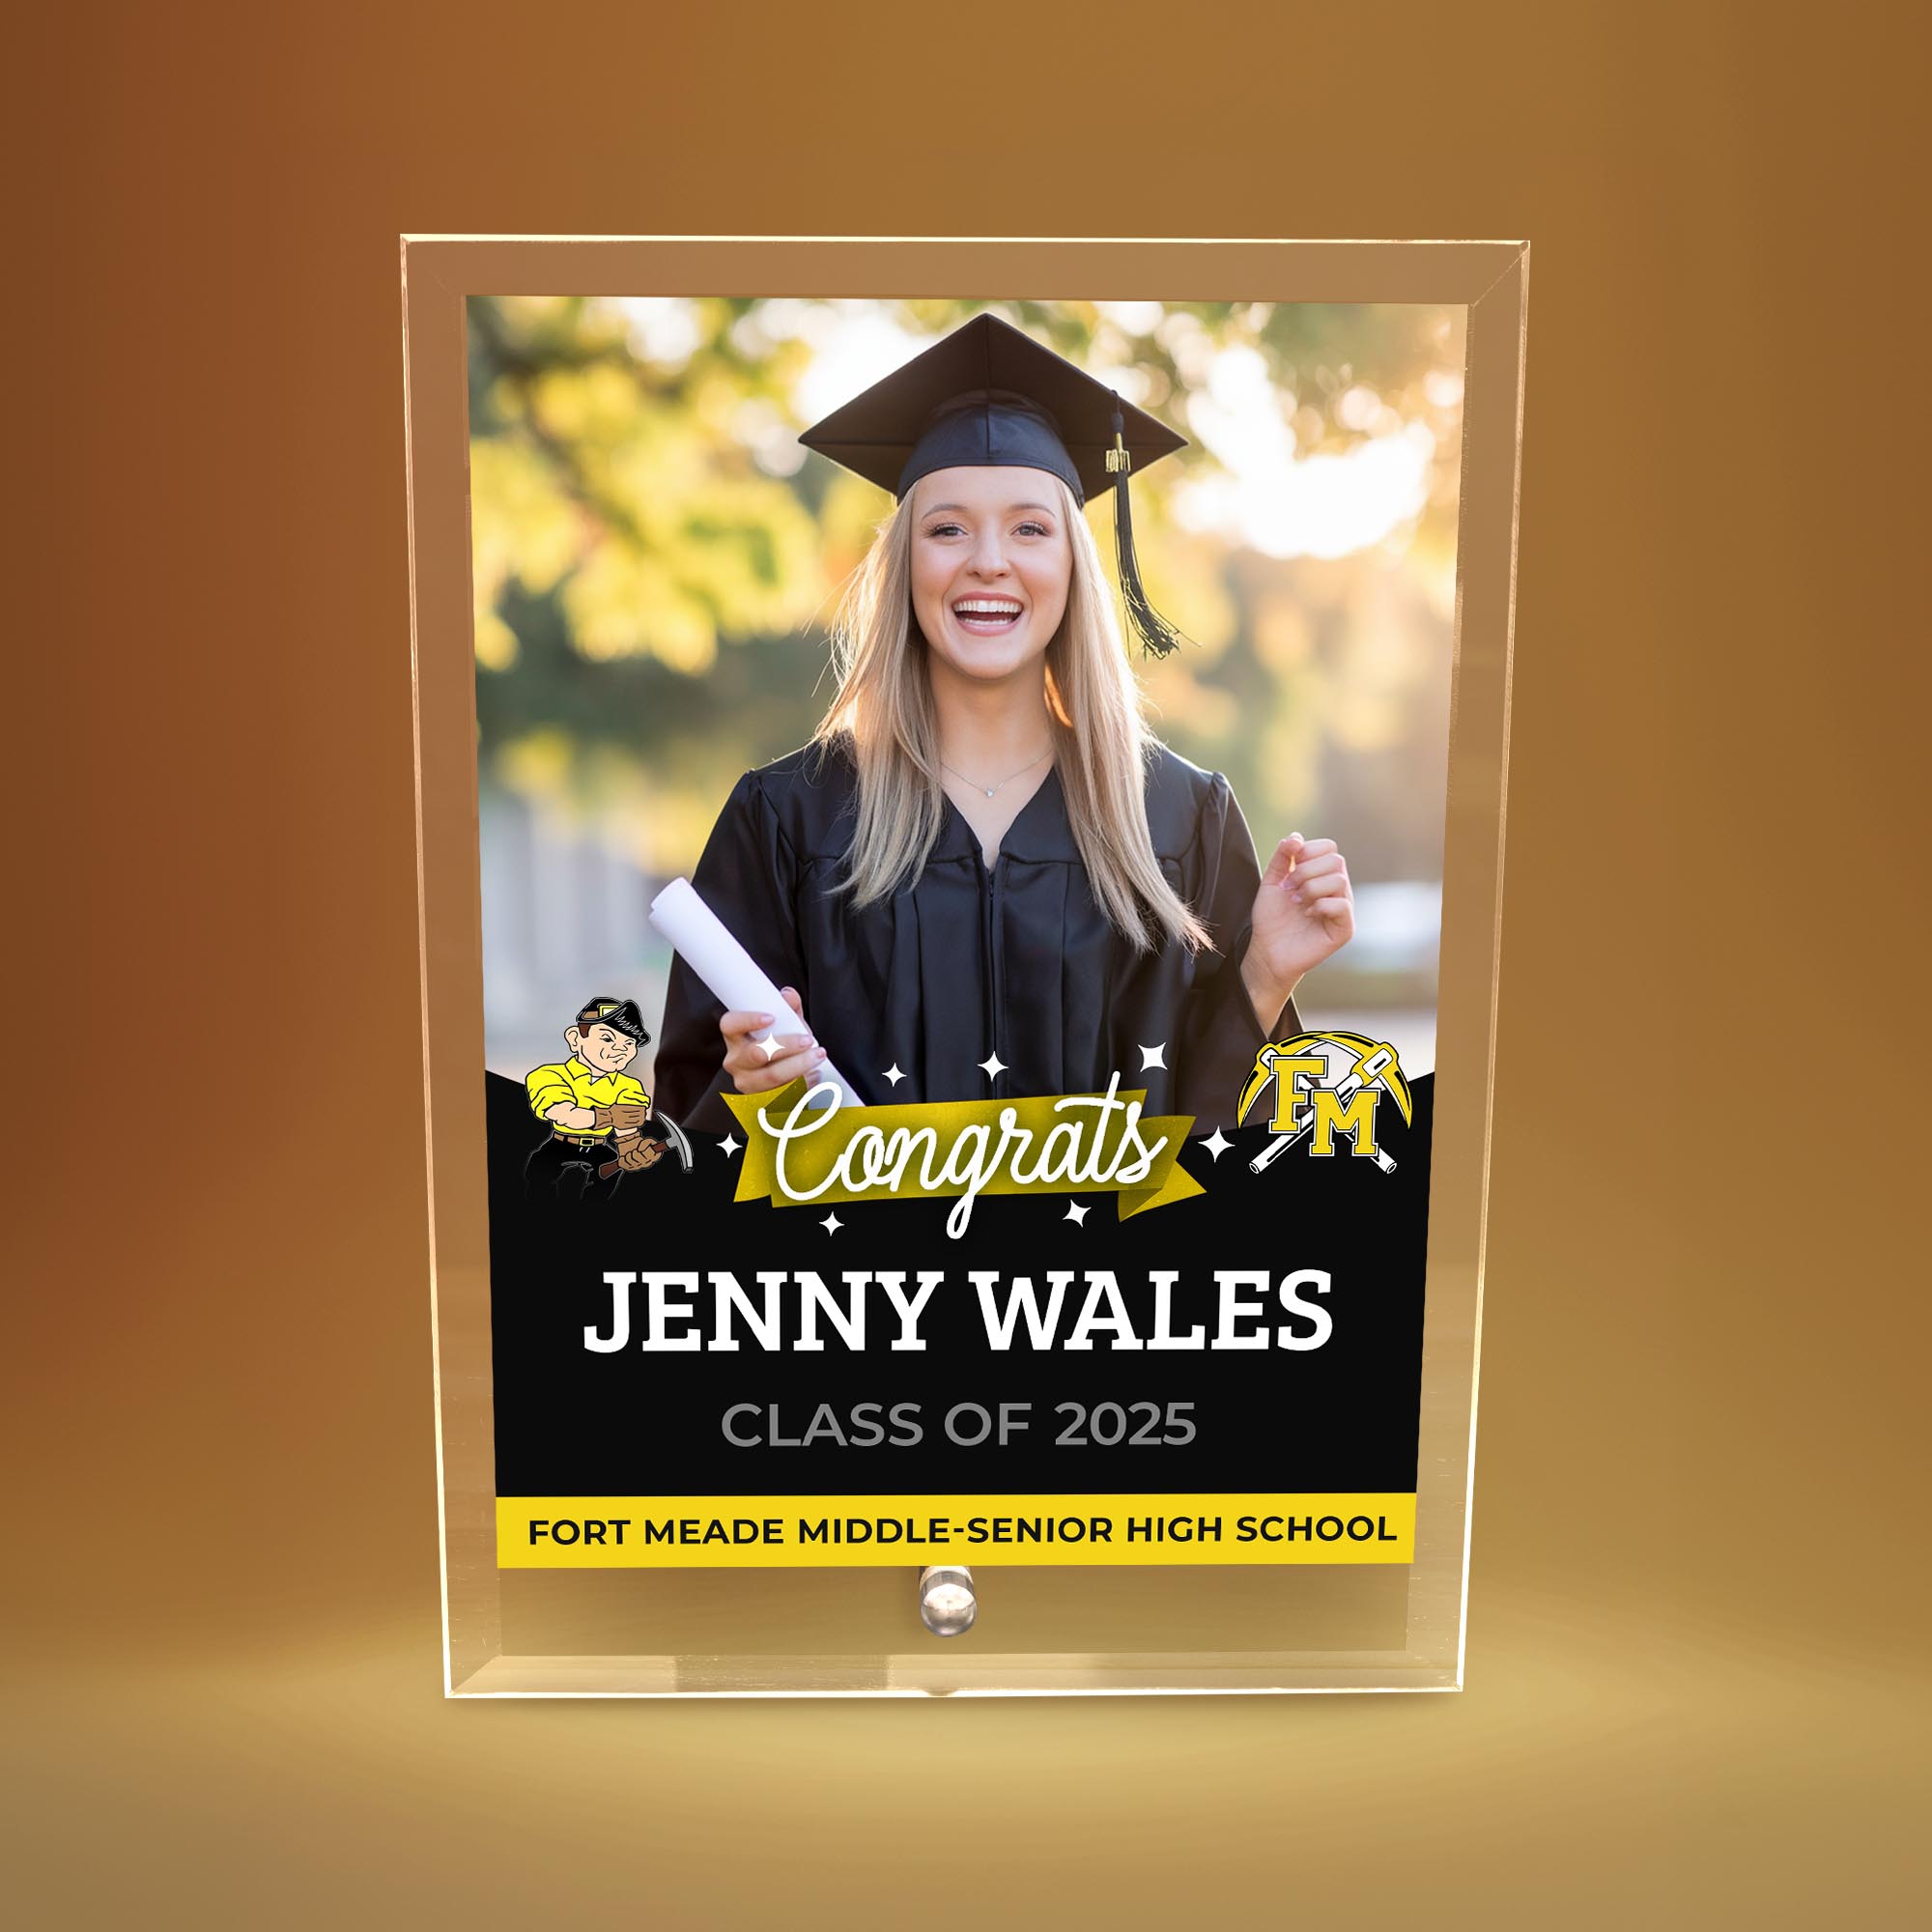 FM
Congrats
JENNY WALES
CLASS OF 2025
FORT MEADE MIDDLE-SENIOR HIGH SCHOOL